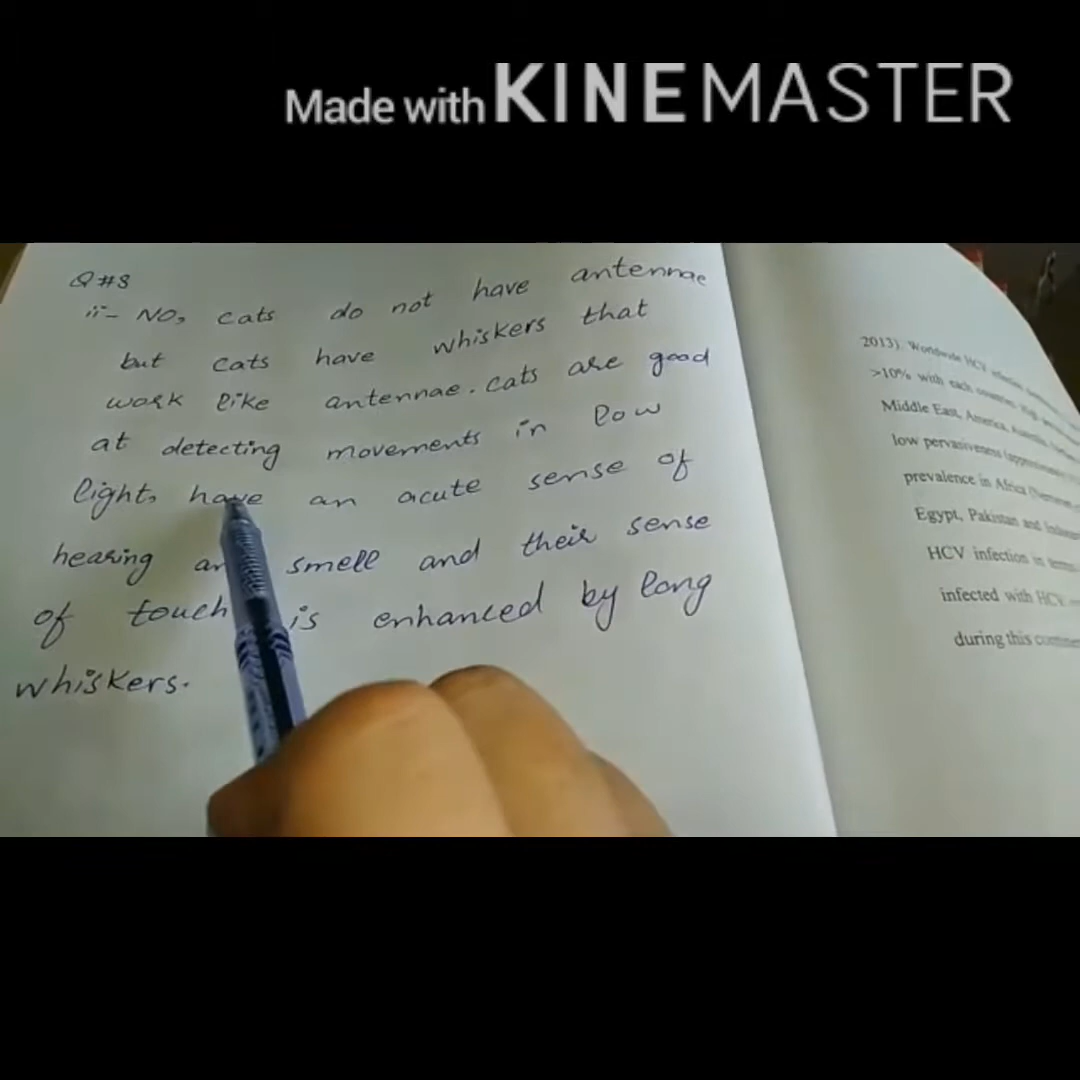 Made with KINEMASTER
Q #8
ii- NO, cats do not have antennae
but cats have whiskers that
work like antennae. cats are good
at detecting movements in low
light, have an acute sense of
hearing an smell and their sense
of touch is enhanced by long
whiskers.
2013). Worldwide HCV
>10% with each
Middle East, America,
low pervasiveness
prevalence in Africa
Egypt, Pakistan and
HCV infection in terms
infected with HCV
during this